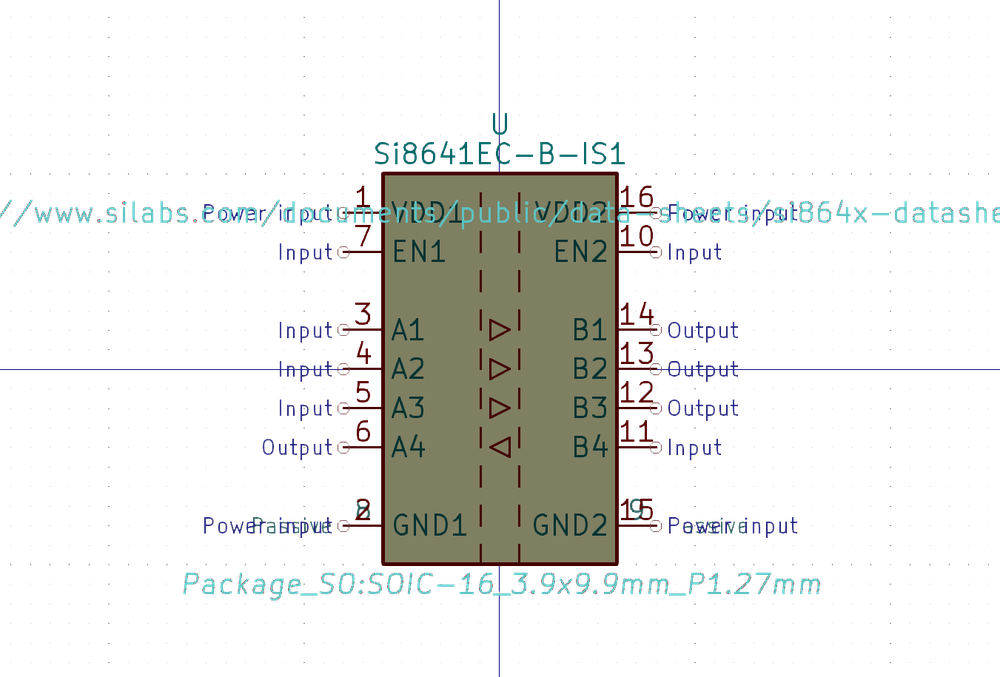 U
Si8641EC-B-IS1
//www.silabs.com/documents/public/data-sheets/si864x-datashe
Power input 1 VDD1 VDD2 16 Power input
Input 7 EN1 EN2 10 Input
Input 3 A1 B1 14 Output
Input 4 A2 B2 13 Output
Input 5 A3 B3 12 Output
Output 6 A4 B4 11 Input
Power input 2 GND1 GND2 15 Power input
Passive 8 9 Passive
Package_SO:SOIC-16_3.9x9.9mm_P1.27mm